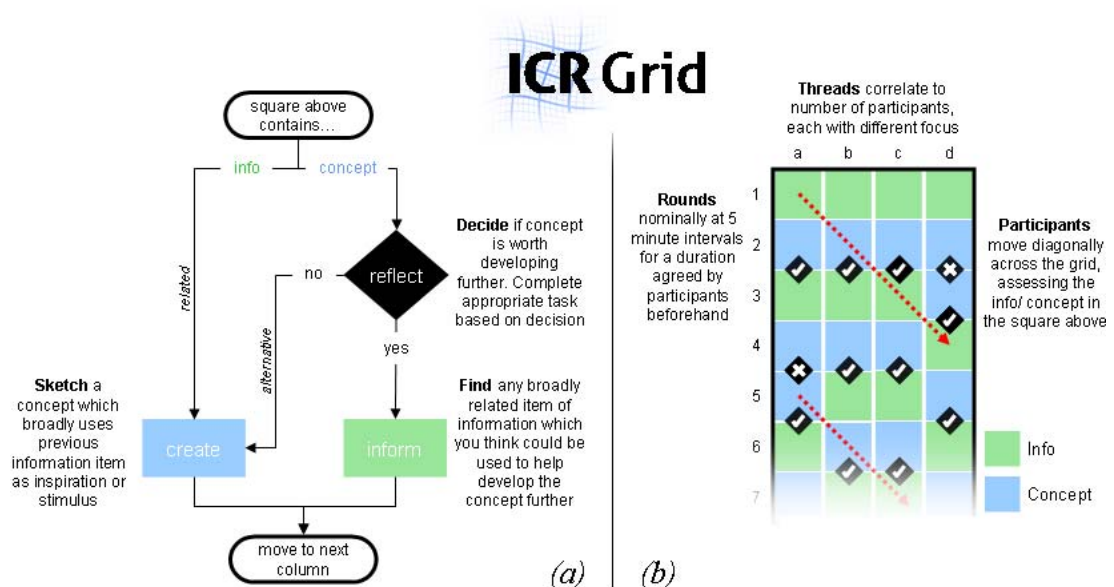 ICR Grid
square above
contains...
info
concept
related
no
alternative
reflect
yes
Decide if concept
is worth
developing
further. Complete
appropriate task
based on decision
Sketch a
concept which
broadly uses
previous
information item
as inspiration or
stimulus
create
inform
Find any broadly
related item of
information which
you think could be
used to help
develop the
concept further
move to next
column
(a)
Threads correlate to
number of participants,
each with different focus
a b c d
1
2
3
4
5
6
7
Rounds
nominally at 5
minute intervals
for a duration
agreed by
participants
beforehand
Participants
move diagonally
across the grid,
assessing the
info/ concept in
the square above
Info
Concept
(b)